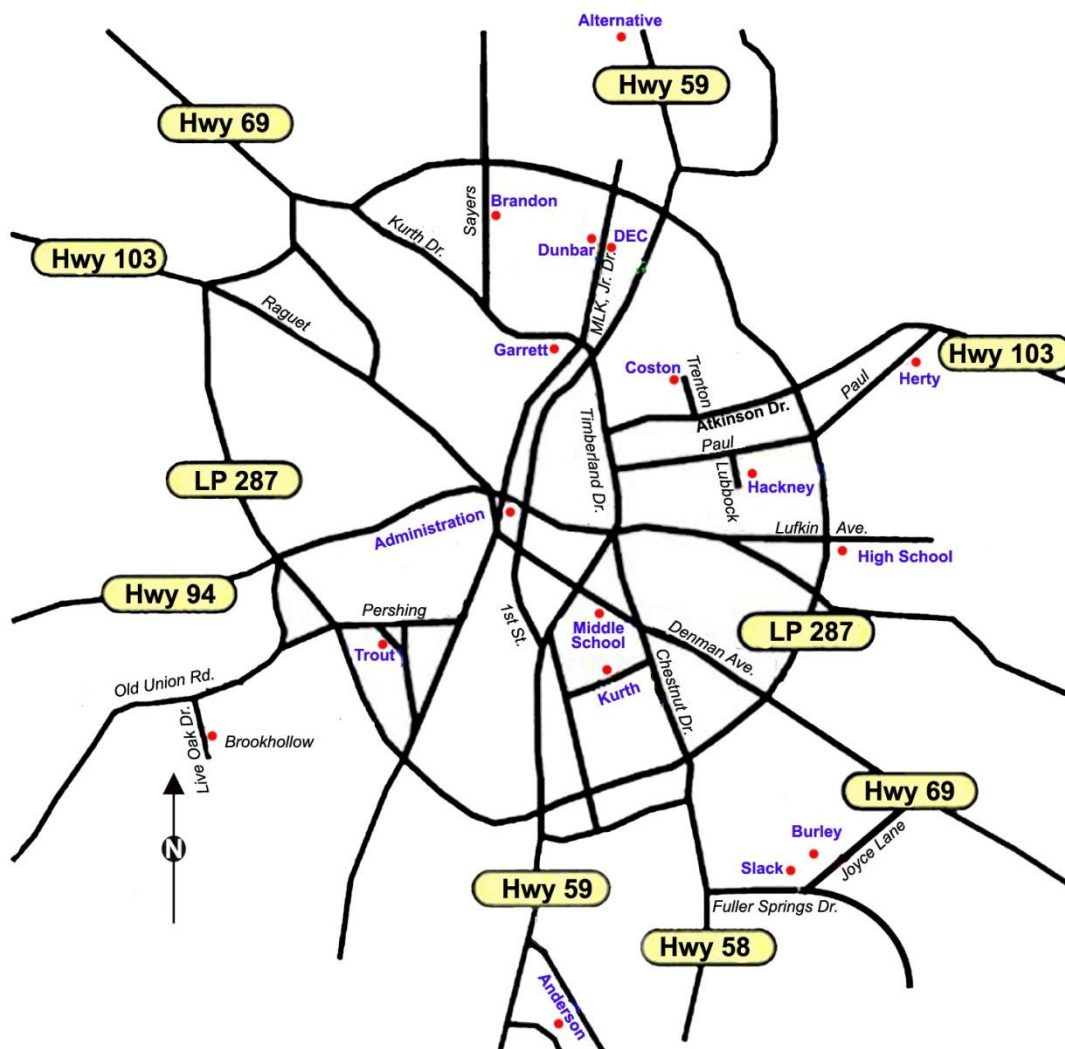 Alternative
Hwy 59
Hwy 69
Sayers
Brandon
Kurth Dr.
Dunbar
DEC
MLK, Jr. Dr.
Hwy 103
Raguet
Garrett
Coston
Trenton
Hwy 103
Paul
Herty
Atkinson Dr.
Timberland Dr.
Paul
Lubbock
Hackney
LP 287
Administration
Lufkin Ave.
High School
Hwy 94
Pershing
1st St.
Middle
School
LP 287
Denman Ave.
Trout
Kurth
Chestnut Dr.
Old Union Rd.
Live Oak Dr.
Brookhollow
Hwy 69
N
Burley
Joyce Lane
Slack
Hwy 59
Fuller Springs Dr.
Hwy 58
Anderson